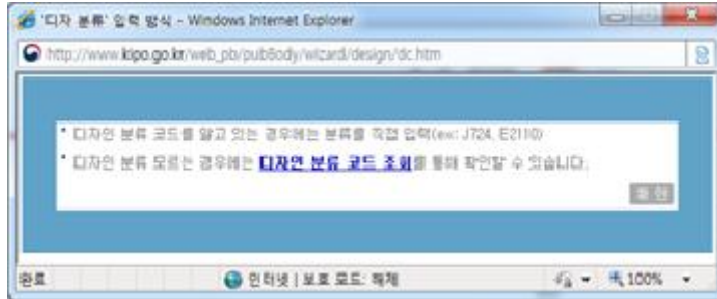 '디자 분류' 입력 방식 - Windows Internet Explorer
http://www.kipo.go.kr/web_pb/pubBody/wizard/design/dc.htm
* 디자인 분류 코드를 알고 있는 경우에는 분류를 직접 입력(ex: J724, E2110)
* 디자인 분류 모르는 경우에는 디자인 분류 코드 조회를 통해 확인할 수 있습니다.
완료
인터넷 | 보호 모드: 해제
100%